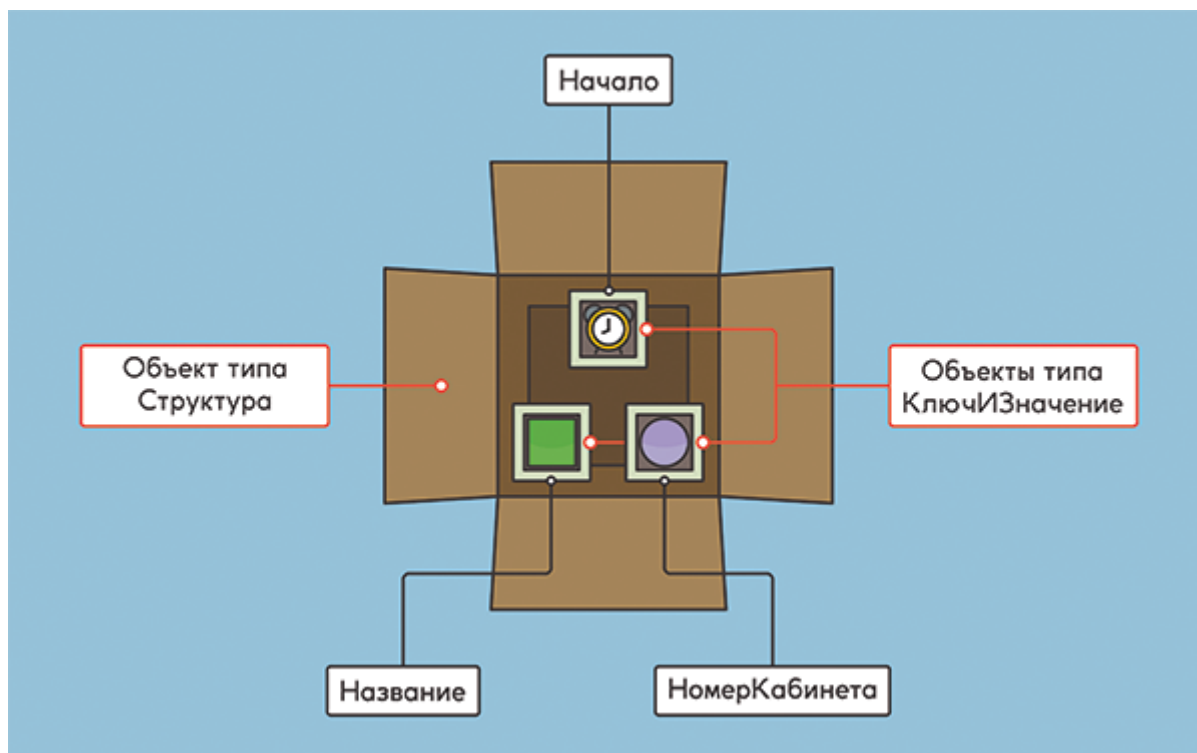 Начало
Объект типа
Структура
Объекты типа
КлючИЗначение
Название
НомерКабинета